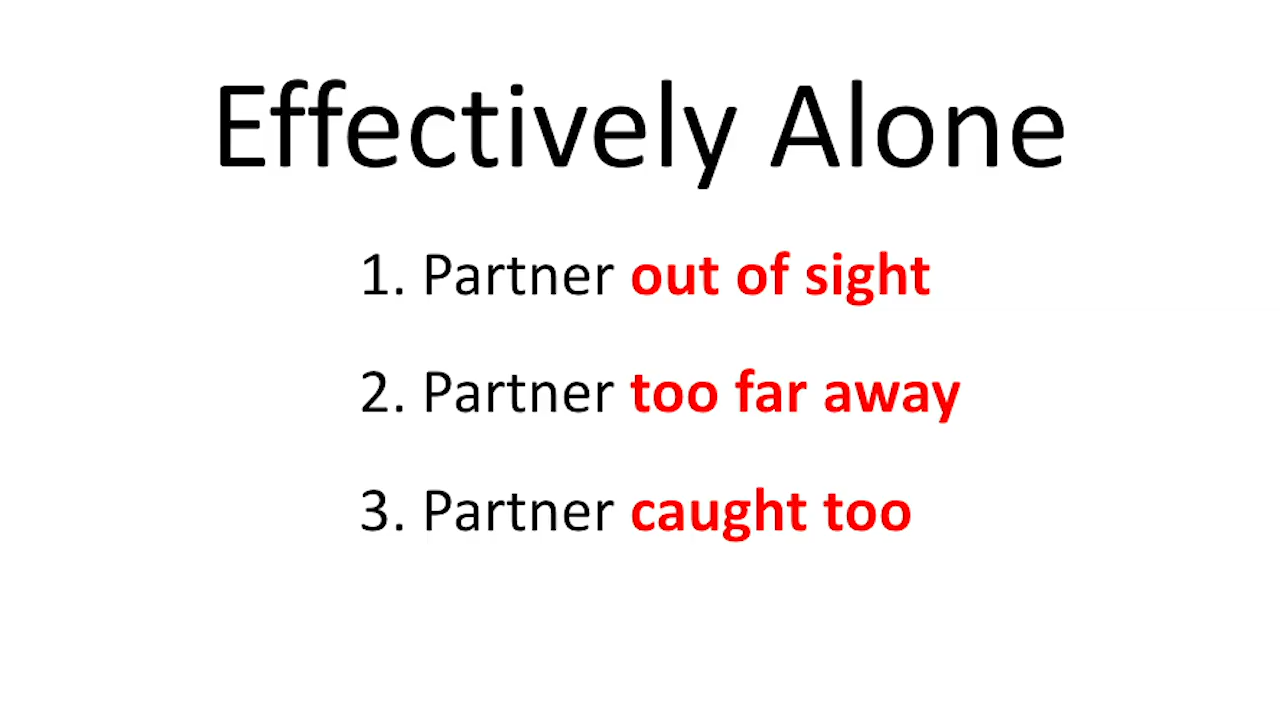 Effectively Alone
1. Partner out of sight
2. Partner too far away
3. Partner caught too